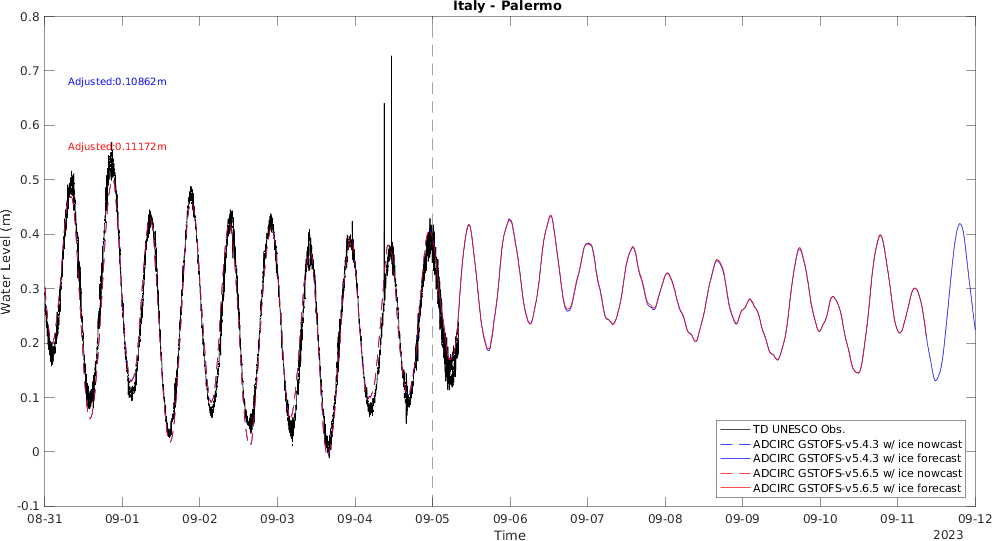 Italy - Palermo
Water Level (m)
0.8
0.7
0.6
0.5
0.4
0.3
0.2
0.1
0
-0.1
Adjusted:0.10862m
Adjusted:0.11172m
TD UNESCO Obs.
ADCIRC GSTOFS-v5.4.3 w/ ice nowcast
ADCIRC GSTOFS-v5.4.3 w/ ice forecast
ADCIRC GSTOFS-v5.6.5 w/ ice nowcast
ADCIRC GSTOFS-v5.6.5 w/ ice forecast
08-31 09-01 09-02 09-03 09-04 09-05 09-06 09-07 09-08 09-09 09-10 09-11 09-12
Time
2023